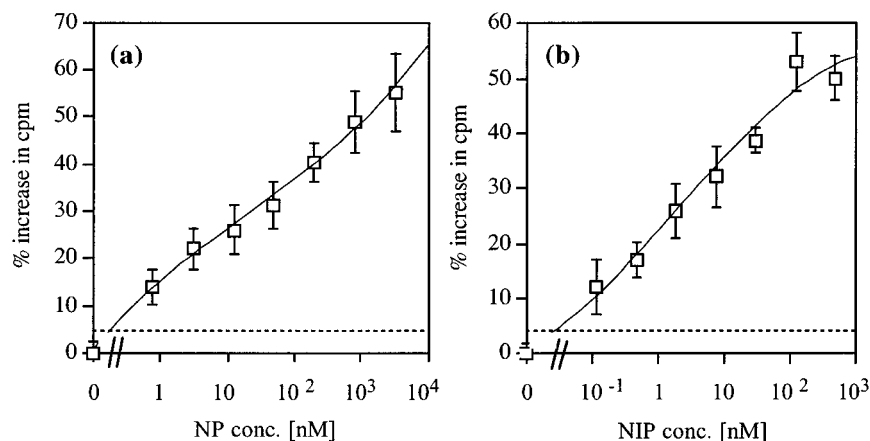 (a)
% increase in cpm
70
60
50
40
30
20
10
0
0 1 10 10² 10³ 10⁴
NP conc. [nM]
(b)
% increase in cpm
60
50
40
30
20
10
0
0 10⁻¹ 1 10 10² 10³
NIP conc. [nM]